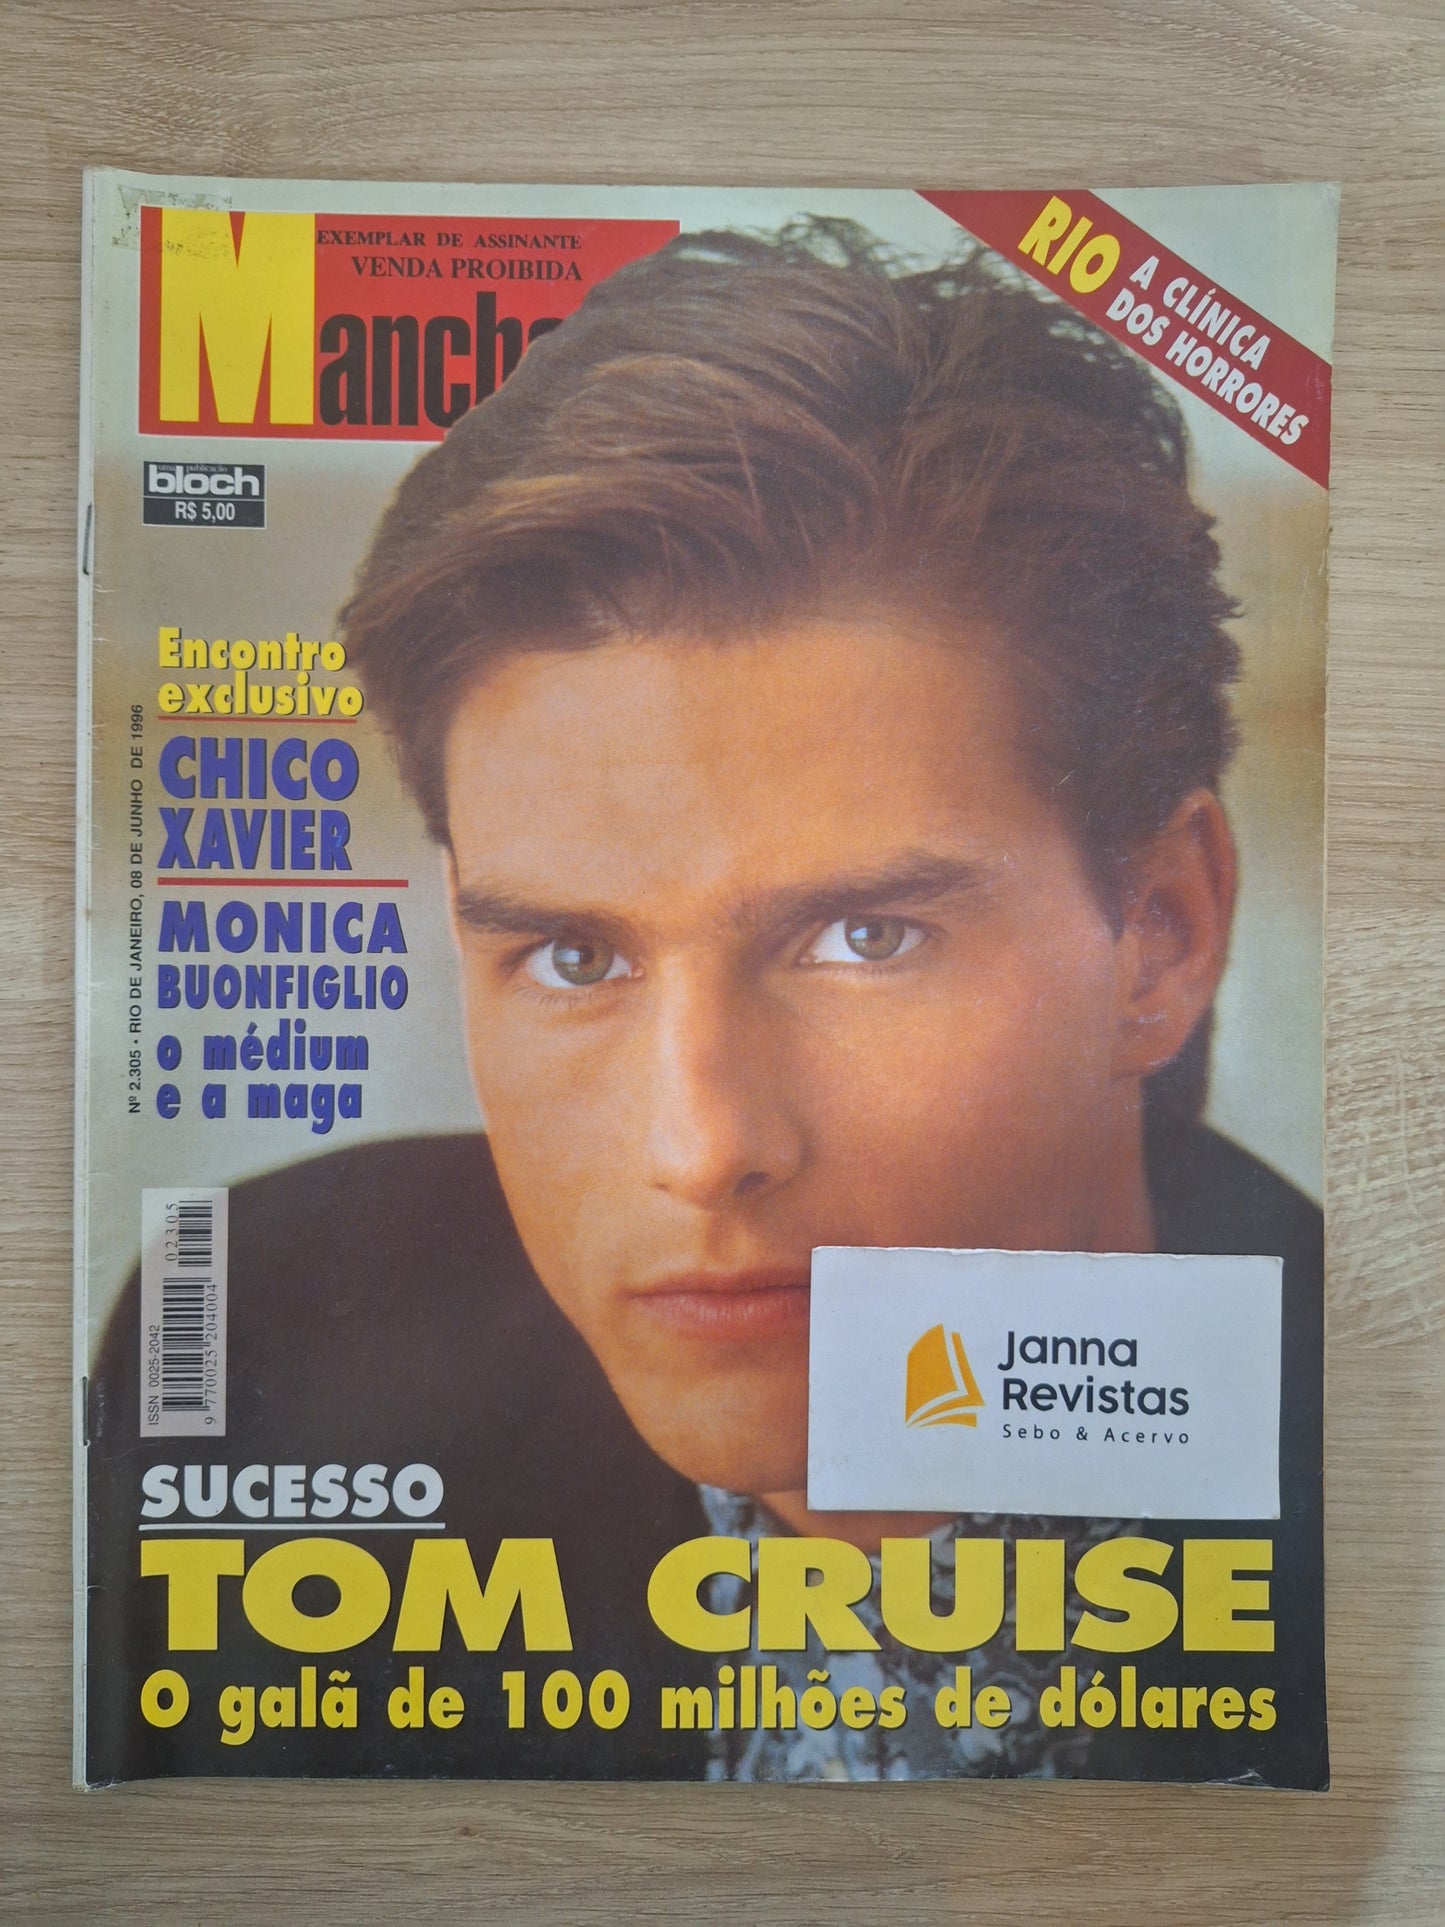 EXEMPLAR DE ASSINANTE
VENDA PROIBIDA
Manche
RIO
A CLÍNICA
DOS HORRORES
uma publicação
bloch
R$ 5,00
Encontro
exclusivo
CHICO
XAVIER
MONICA
BUONFIGLIO
o médium
e a maga
Nº 2.305 • RIO DE JANEIRO, 08 DE JUNHO DE 1996
02305
ISSN 0025-2042
9 770025 204004
Janna
Revistas
Sebo & Acervo
SUCESSO
TOM CRUISE
O galã de 100 milhões de dólares